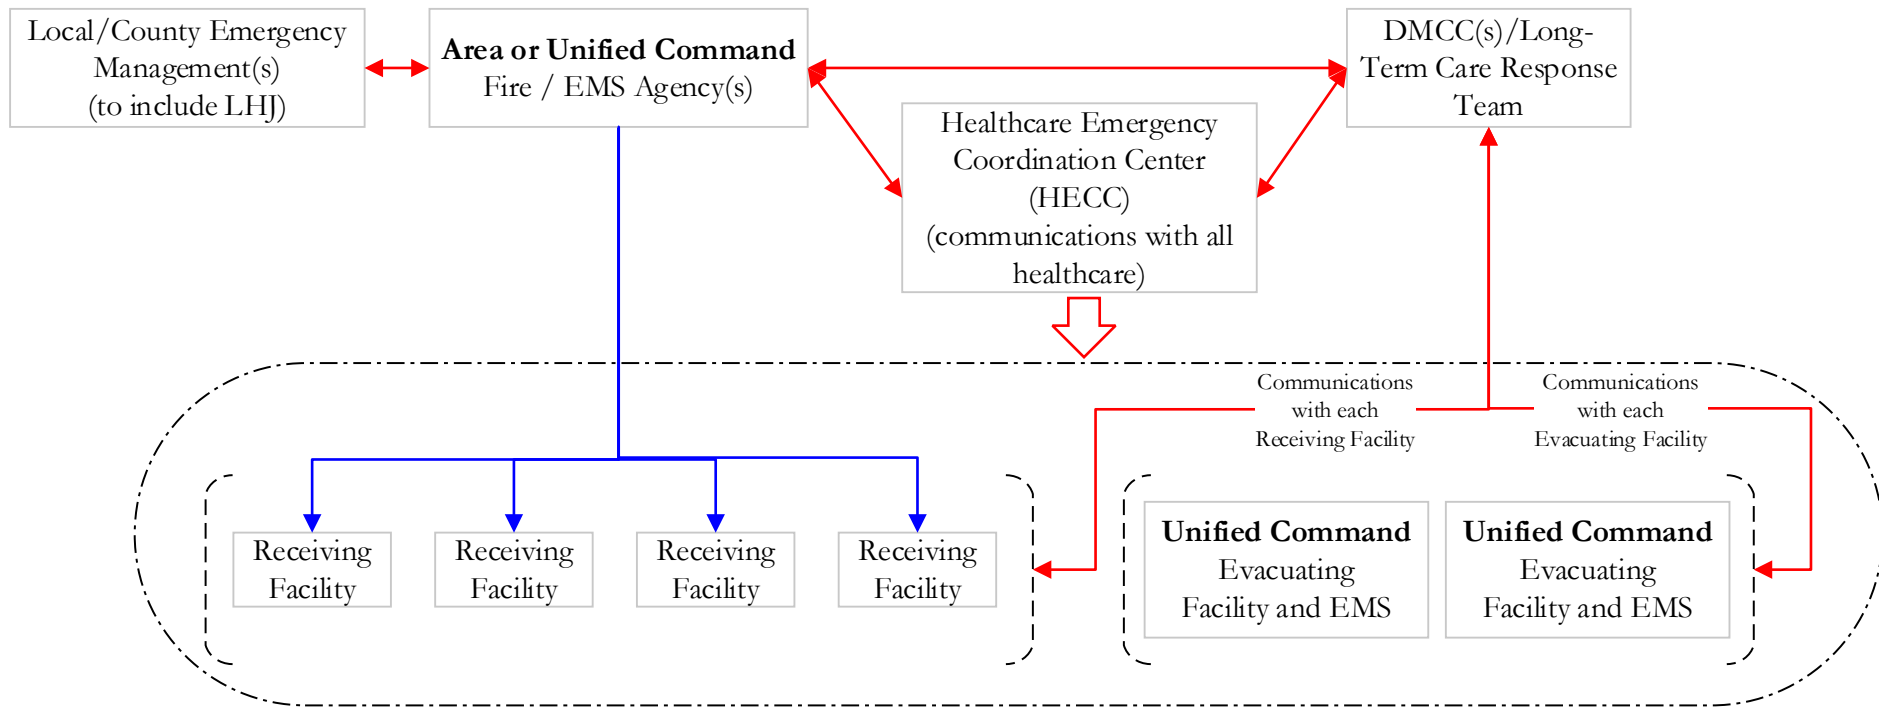 Local/County Emergency
Management(s)
(to include LHJ)
Area or Unified Command
Fire / EMS Agency(s)
DMCC(s)/Long-
Term Care Response
Team
Healthcare Emergency
Coordination Center
(HECC)
(communications with all
healthcare)
Communications
with each
Receiving Facility
Communications
with each
Evacuating Facility
Receiving
Facility
Receiving
Facility
Receiving
Facility
Receiving
Facility
Unified Command
Evacuating
Facility and EMS
Unified Command
Evacuating
Facility and EMS